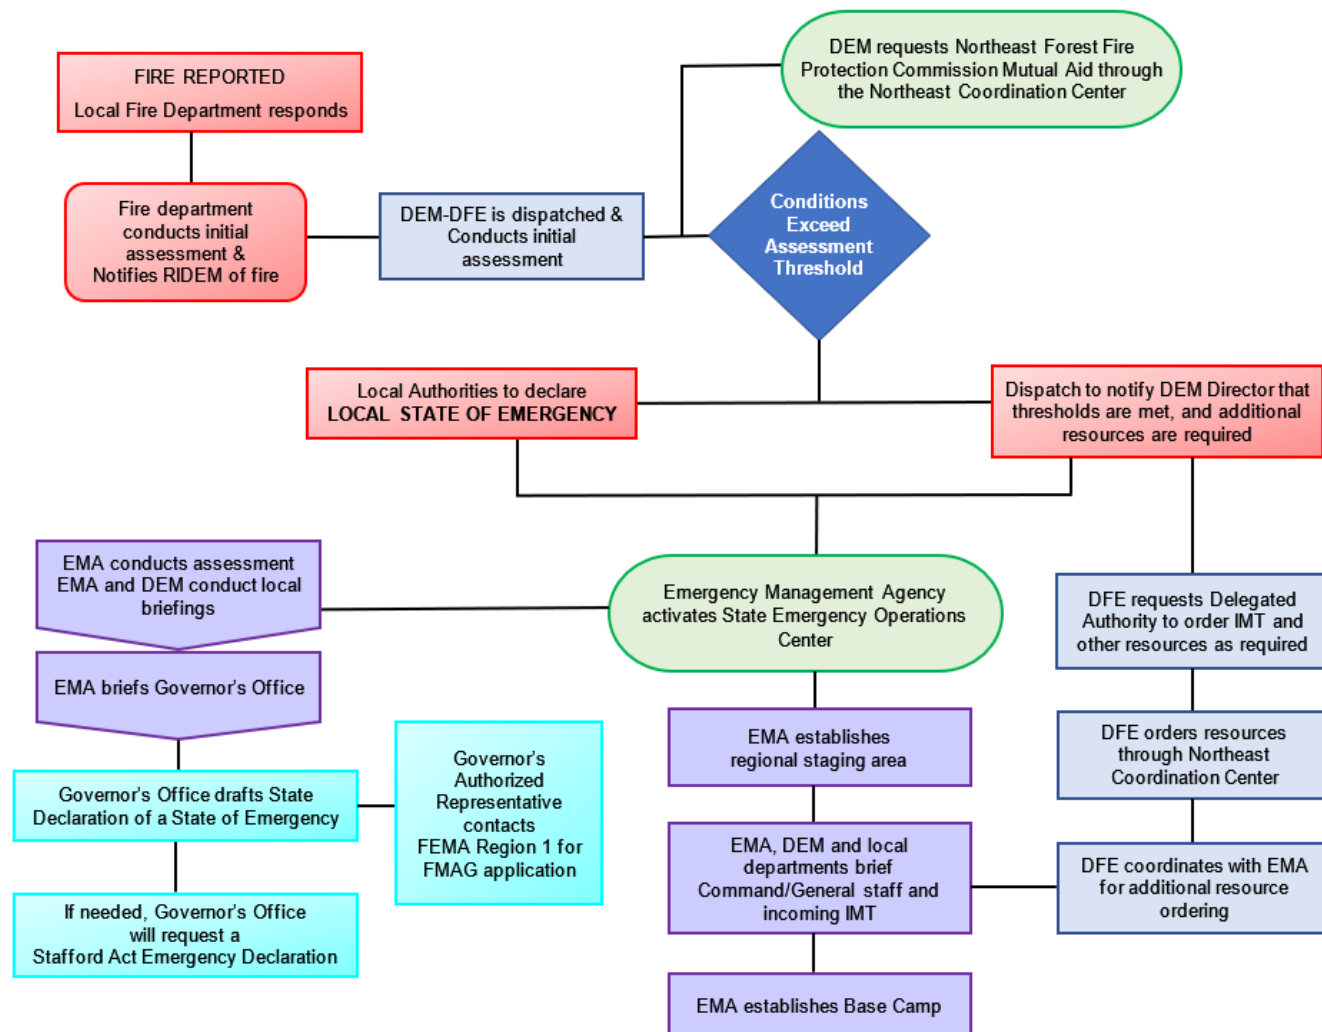 FIRE REPORTED
Local Fire Department responds
DEM requests Northeast Forest Fire
Protection Commission Mutual Aid through
the Northeast Coordination Center
Fire department
conducts initial
assessment &
Notifies RIDEM of fire
DEM-DFE is dispatched &
Conducts initial
assessment
Conditions
Exceed
Assessment
Threshold
Local Authorities to declare
LOCAL STATE OF EMERGENCY
Dispatch to notify DEM Director that
thresholds are met, and additional
resources are required
EMA conducts assessment
EMA and DEM conduct local
briefings
Emergency Management Agency
activates State Emergency Operations
Center
DFE requests Delegated
Authority to order IMT and
other resources as required
EMA briefs Governor's Office
EMA establishes
regional staging area
DFE orders resources
through Northeast
Coordination Center
Governor's Office drafts State
Declaration of a State of Emergency
Governor's
Authorized
Representative
contacts
FEMA Region 1 for
FMAG application
EMA, DEM and local
departments brief
Command/General staff and
incoming IMT
DFE coordinates with EMA
for additional resource
ordering
If needed, Governor's Office
will request a
Stafford Act Emergency Declaration
EMA establishes Base Camp